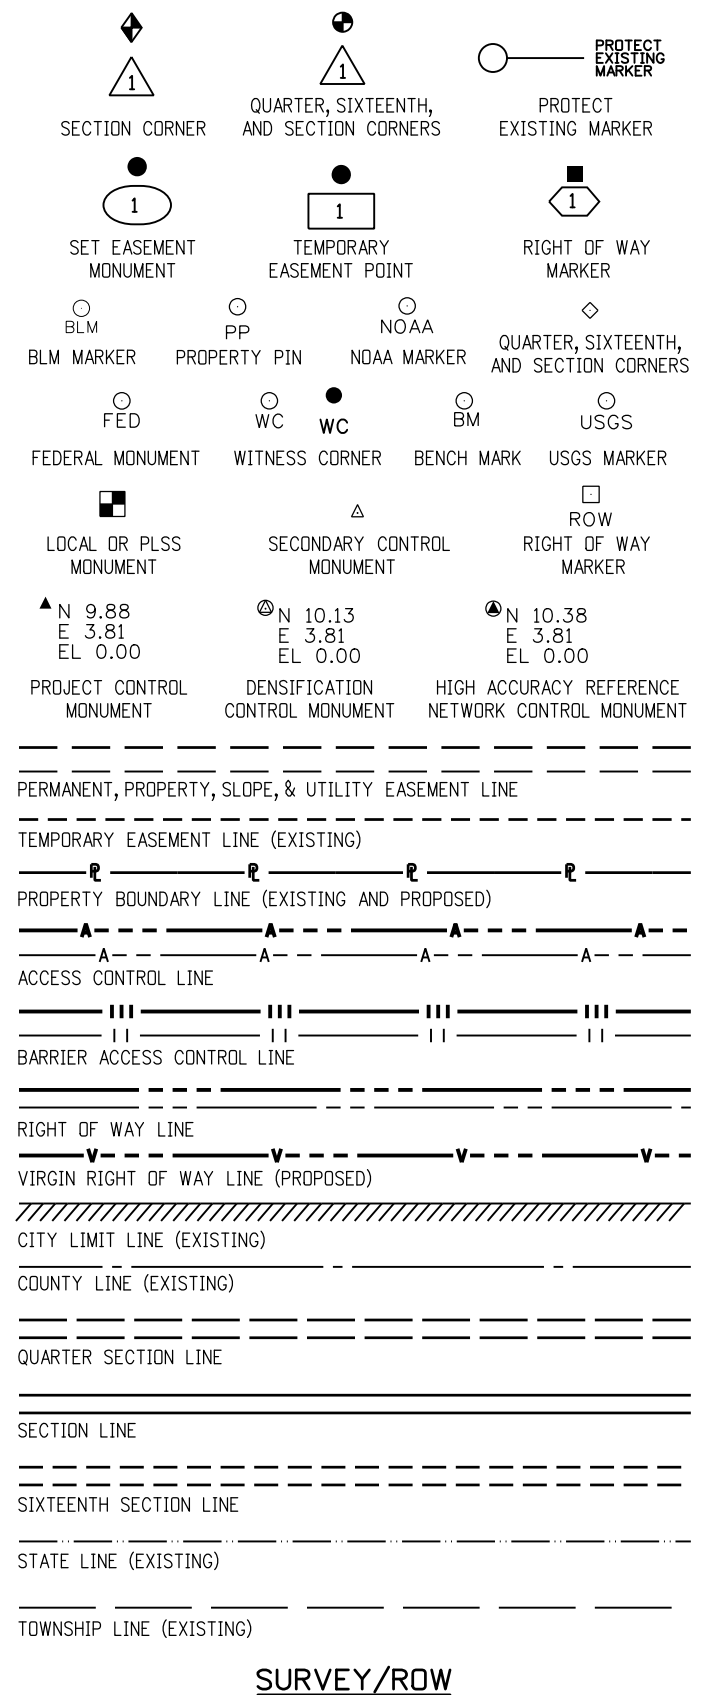 PROTECT
EXISTING
MARKER
1
1
SECTION CORNER
QUARTER, SIXTEENTH,
AND SECTION CORNERS
PROTECT
EXISTING MARKER
1
1
1
SET EASEMENT
MONUMENT
TEMPORARY
EASEMENT POINT
RIGHT OF WAY
MARKER
BLM
PP
NOAA
BLM MARKER
PROPERTY PIN
NOAA MARKER
QUARTER, SIXTEENTH,
AND SECTION CORNERS
FED
WC
WC
BM
USGS
FEDERAL MONUMENT
WITNESS CORNER
BENCH MARK
USGS MARKER
ROW
LOCAL OR PLSS
MONUMENT
SECONDARY CONTROL
MONUMENT
RIGHT OF WAY
MARKER
N 9.88
E 3.81
EL 0.00
N 10.13
E 3.81
EL 0.00
N 10.38
E 3.81
EL 0.00
PROJECT CONTROL
MONUMENT
DENSIFICATION
CONTROL MONUMENT
HIGH ACCURACY REFERENCE
NETWORK CONTROL MONUMENT
PERMANENT, PROPERTY, SLOPE, & UTILITY EASEMENT LINE
TEMPORARY EASEMENT LINE (EXISTING)
PL PL PL PL
PROPERTY BOUNDARY LINE (EXISTING AND PROPOSED)
A A A A
A A A A
ACCESS CONTROL LINE
BARRIER ACCESS CONTROL LINE
RIGHT OF WAY LINE
V V V V
VIRGIN RIGHT OF WAY LINE (PROPOSED)
CITY LIMIT LINE (EXISTING)
COUNTY LINE (EXISTING)
QUARTER SECTION LINE
SECTION LINE
SIXTEENTH SECTION LINE
STATE LINE (EXISTING)
TOWNSHIP LINE (EXISTING)
SURVEY/ROW